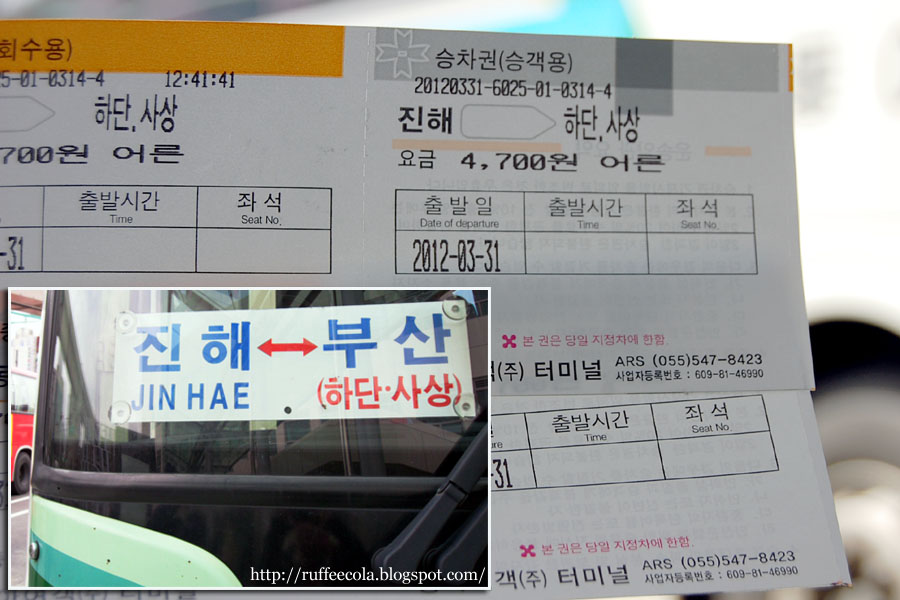 회수용)
승차권(승객용)
25-01-0314-4 12:41:41
20120331-6025-01-0314-4
하단,사상
진해 하단,사상
,700원 어른
요금 4,700원 어른
출발시간 좌석
Time Seat No.
출발일 출발시간 좌석
Date of departure Time Seat No.
-31
2012-03-31
본 권은 당일 지정차에 한함.
객(주) 터미널 ARS (055)547-8423
사업자등록번호 : 609-81-46990
출발시간 좌석
re Time Seat No.
-31
본 권은 당일 지정차에 한함.
객(주) 터미널 ARS (055)547-8423
사업자등록번호 : 609-81-46990
진해 ↔ 부산
JIN HAE (하단·사상)
http://ruffeecola.blogspot.com/